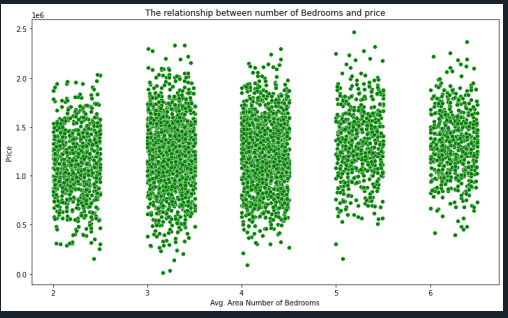 The relationship between number of Bedrooms and price
1e6
2.5
2.0
1.5
1.0
0.5
0.0
Price
2 3 4 5 6
Avg. Area Number of Bedrooms